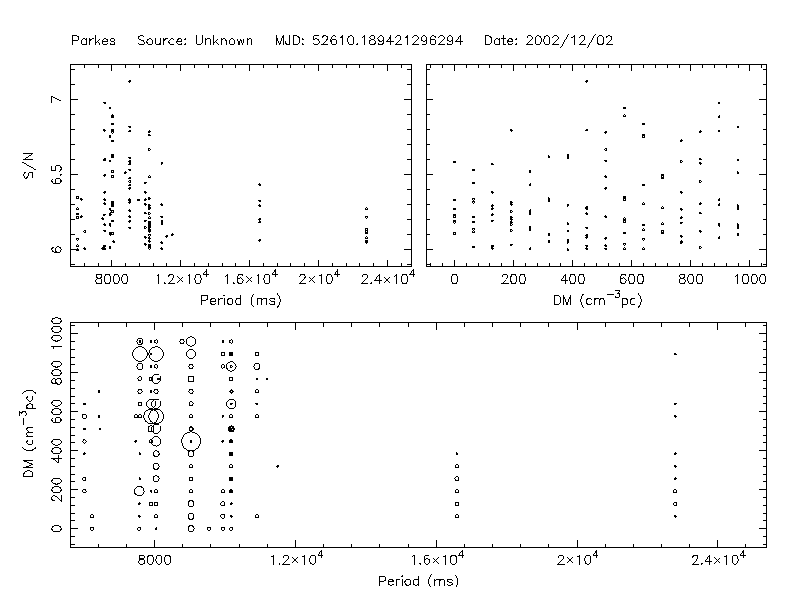 Parkes Source: Unknown MJD: 52610.189421296294 Date: 2002/12/02
S/N
6 6.5 7
8000 1.2×10⁴ 1.6×10⁴ 2×10⁴ 2.4×10⁴
Period (ms)
0 200 400 600 800 1000
DM (cm⁻³pc)
DM (cm⁻³pc)
0 200 400 600 800 1000
8000 1.2×10⁴ 1.6×10⁴ 2×10⁴ 2.4×10⁴
Period (ms)